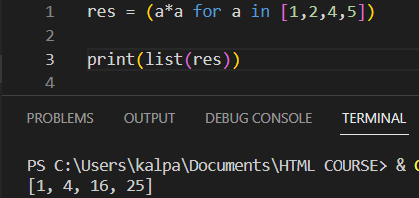 1 res = (a*a for a in [1,2,4,5])
2
3 print(list(res))
4
PROBLEMS OUTPUT DEBUG CONSOLE TERMINAL
PS C:\Users\kalpa\Documents\HTML COURSE> &
[1, 4, 16, 25]